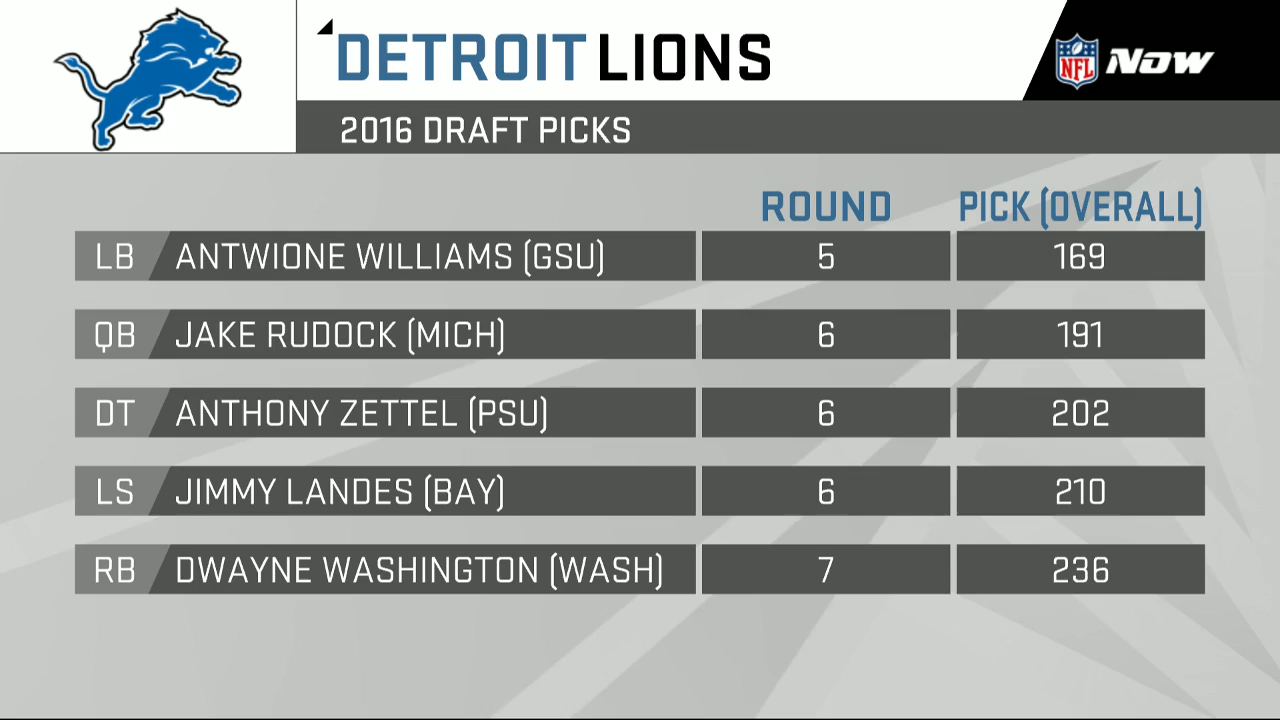 DETROIT LIONS
NFL NOW
2016 DRAFT PICKS
ROUND PICK (OVERALL)
LB ANTWIONE WILLIAMS (GSU) 5 169
QB JAKE RUDOCK (MICH) 6 191
DT ANTHONY ZETTEL (PSU) 6 202
LS JIMMY LANDES (BAY) 6 210
RB DWAYNE WASHINGTON (WASH) 7 236